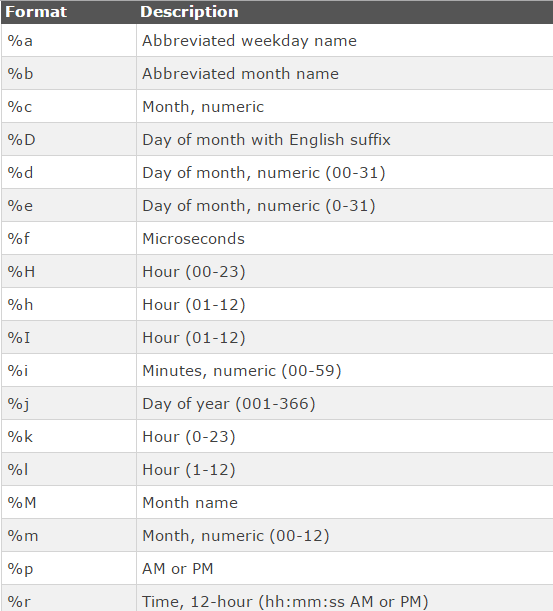 Format Description
%a Abbreviated weekday name
%b Abbreviated month name
%c Month, numeric
%D Day of month with English suffix
%d Day of month, numeric (00-31)
%e Day of month, numeric (0-31)
%f Microseconds
%H Hour (00-23)
%h Hour (01-12)
%I Hour (01-12)
%i Minutes, numeric (00-59)
%j Day of year (001-366)
%k Hour (0-23)
%l Hour (1-12)
%M Month name
%m Month, numeric (00-12)
%p AM or PM
%r Time, 12-hour (hh:mm:ss AM or PM)